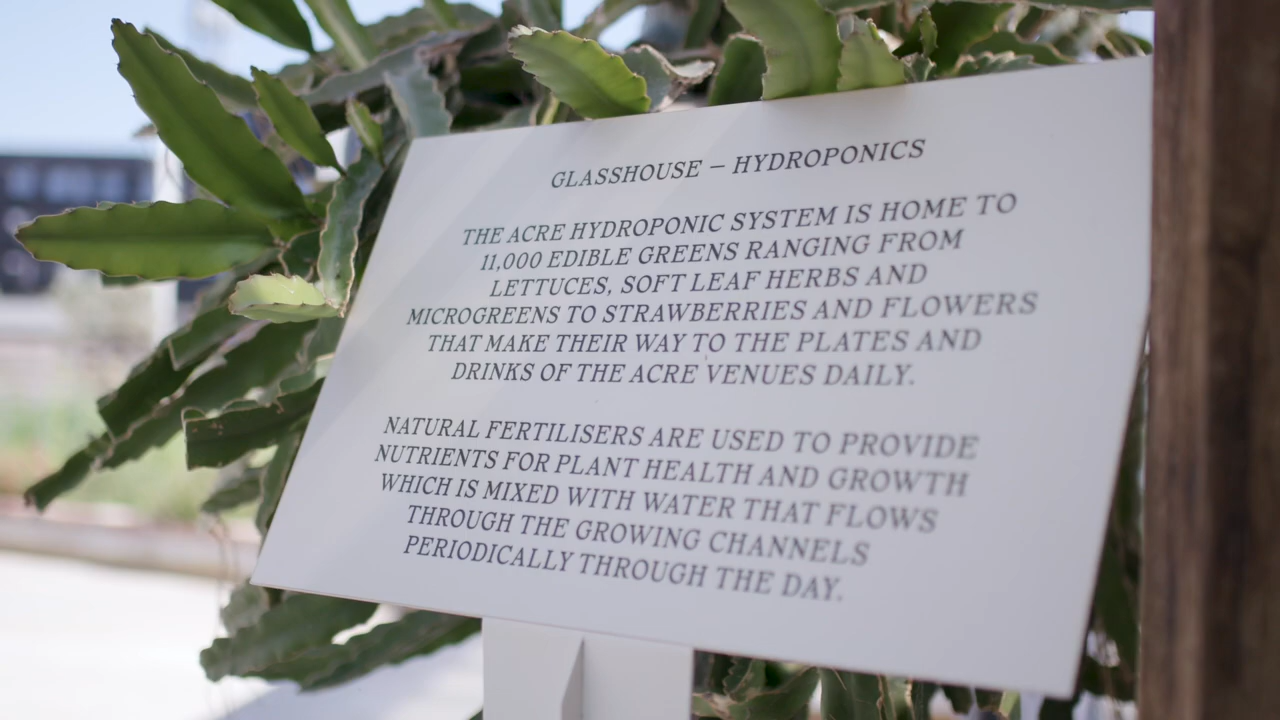 GLASSHOUSE – HYDROPONICS
THE ACRE HYDROPONIC SYSTEM IS HOME TO
11,000 EDIBLE GREENS RANGING FROM
LETTUCES, SOFT LEAF HERBS AND
MICROGREENS TO STRAWBERRIES AND FLOWERS
THAT MAKE THEIR WAY TO THE PLATES AND
DRINKS OF THE ACRE VENUES DAILY.
NATURAL FERTILISERS ARE USED TO PROVIDE
NUTRIENTS FOR PLANT HEALTH AND GROWTH
WHICH IS MIXED WITH WATER THAT FLOWS
THROUGH THE GROWING CHANNELS
PERIODICALLY THROUGH THE DAY.